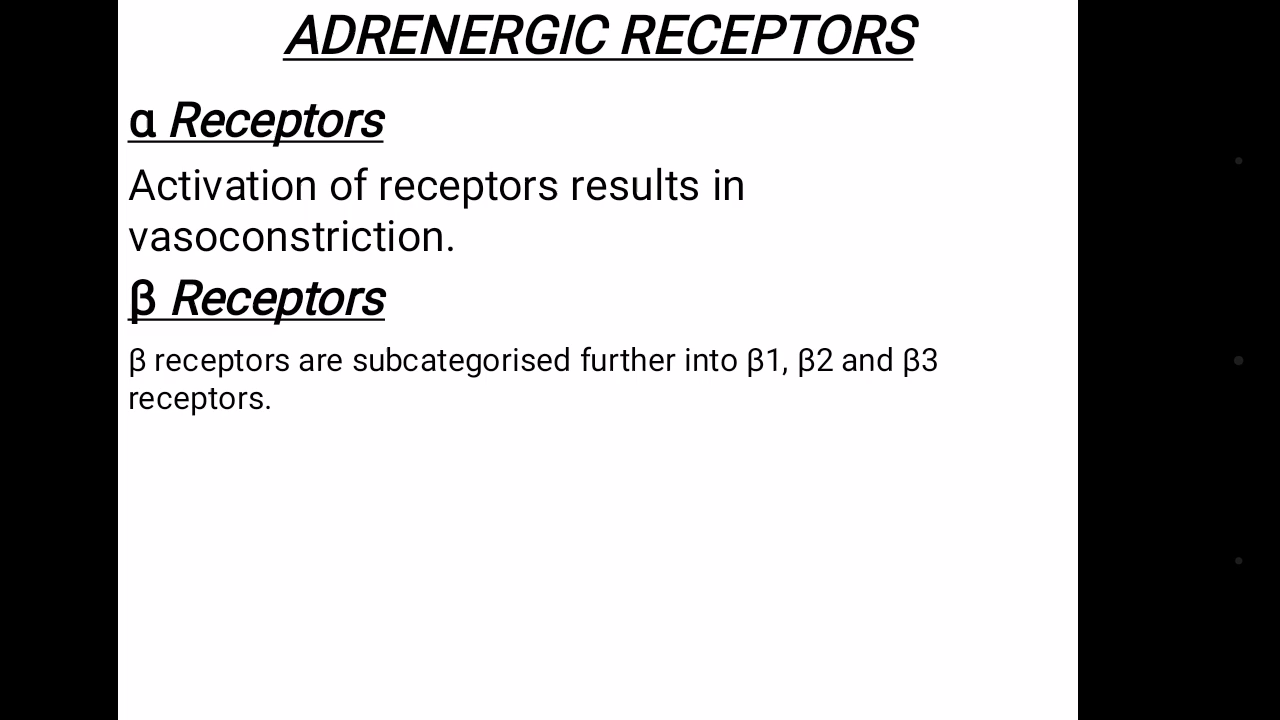 ADRENERGIC RECEPTORS
α Receptors
Activation of receptors results in
vasoconstriction.
β Receptors
β receptors are subcategorised further into β1, β2 and β3
receptors.